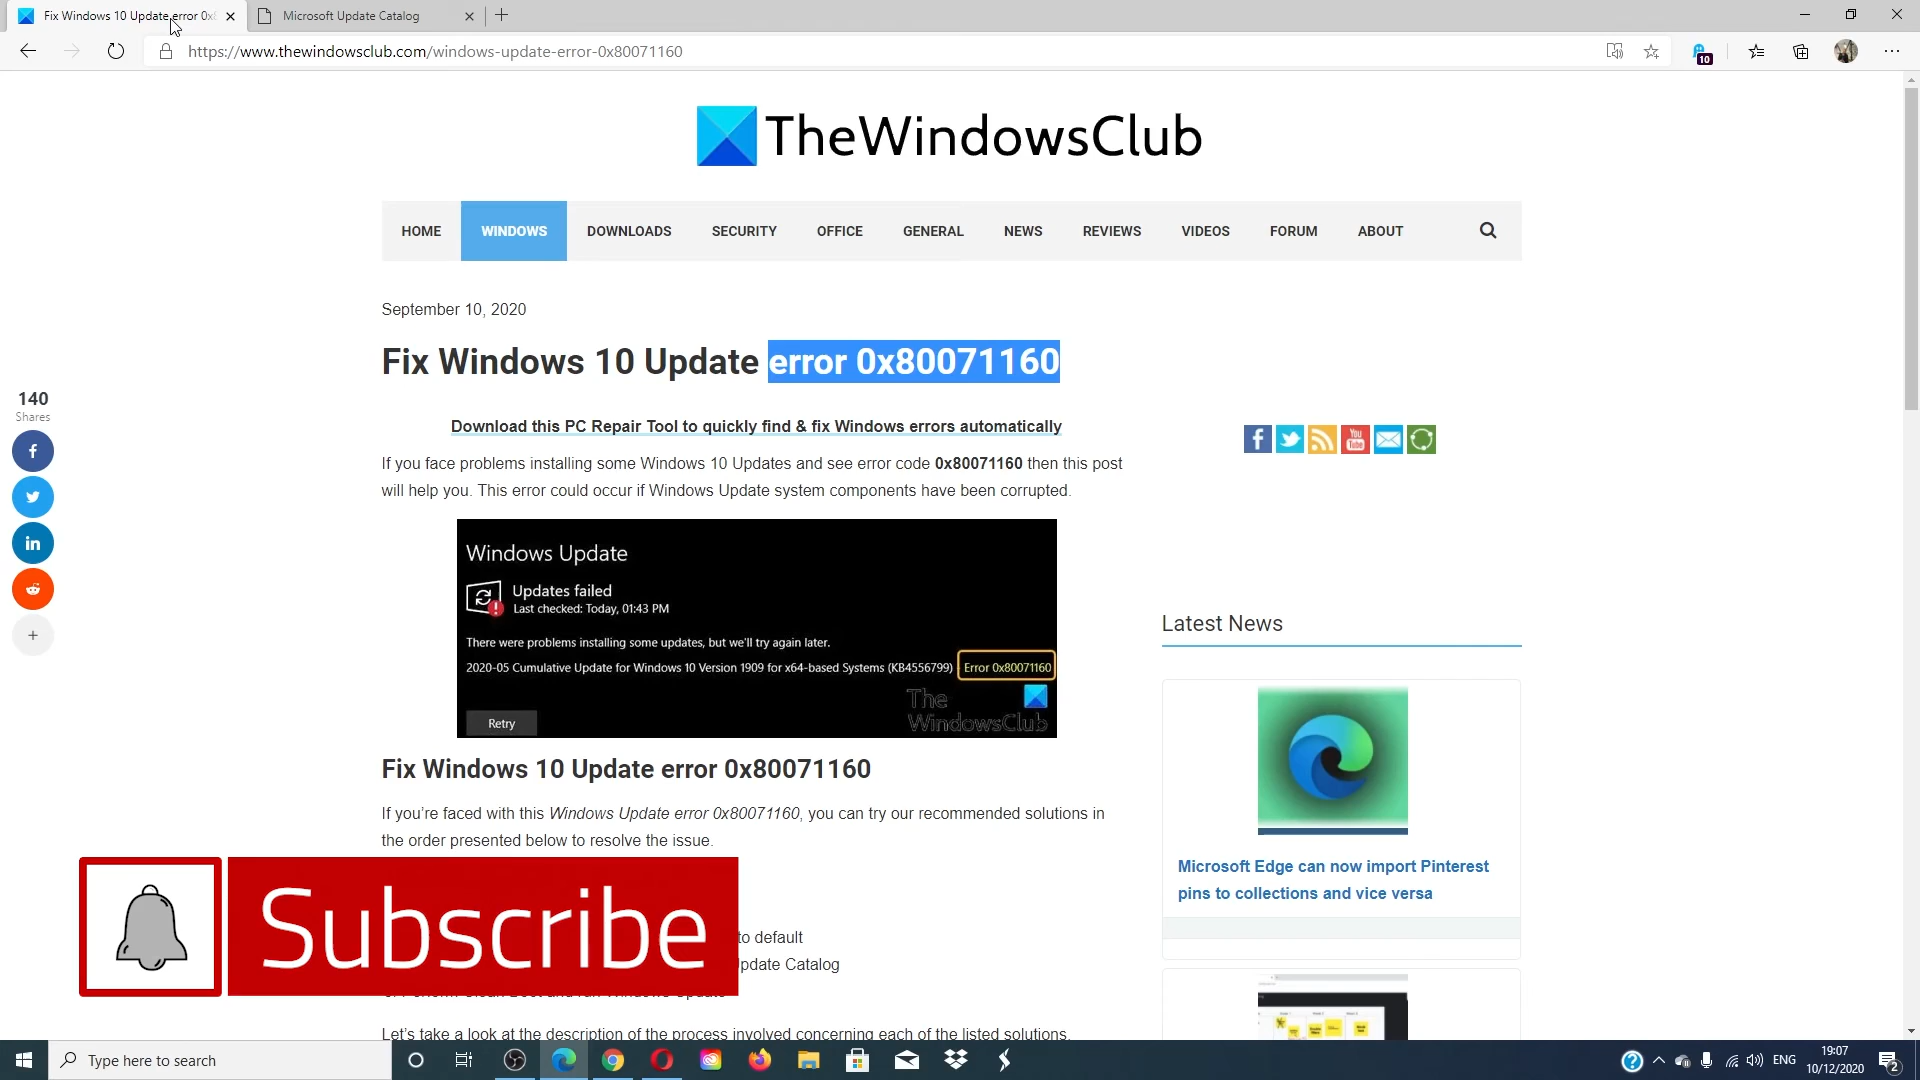 Fix Windows 10 Update error 0x8
Microsoft Update Catalog
https://www.thewindowsclub.com/windows-update-error-0x80071160
10
TheWindowsClub
HOME
WINDOWS
DOWNLOADS
SECURITY
OFFICE
GENERAL
NEWS
REVIEWS
VIDEOS
FORUM
ABOUT
September 10, 2020
Fix Windows 10 Update error 0x80071160
140
Shares
Download this PC Repair Tool to quickly find & fix Windows errors automatically
If you face problems installing some Windows 10 Updates and see error code 0x80071160 then this post
will help you. This error could occur if Windows Update system components have been corrupted.
Windows Update
Updates failed
Last checked: Today, 01:43 PM
There were problems installing some updates, but we'll try again later.
2020-05 Cumulative Update for Windows 10 Version 1909 for x64-based Systems (KB4556799) - Error 0x80071160
Retry
The
WindowsClub
You
Tube
Latest News
Microsoft Edge can now import Pinterest
pins to collections and vice versa
Fix Windows 10 Update error 0x80071160
If you're faced with this Windows Update error 0x80071160, you can try our recommended solutions in
the order presented below to resolve the issue.
to default
Update Catalog
Subscribe
Let's take a look at the description of the process involved concerning each of the listed solutions.
Type here to search
ENG
19:07
10/12/2020
2